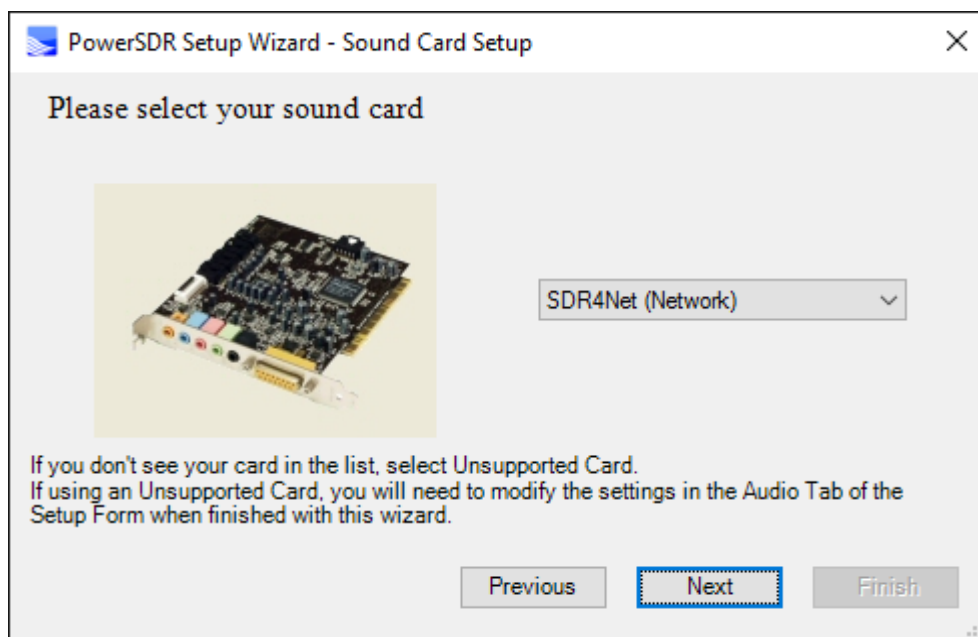 PowerSDR Setup Wizard - Sound Card Setup
Please select your sound card
SDR4Net (Network)
If you don't see your card in the list, select Unsupported Card.
If using an Unsupported Card, you will need to modify the settings in the Audio Tab of the
Setup Form when finished with this wizard.
Previous Next Finish